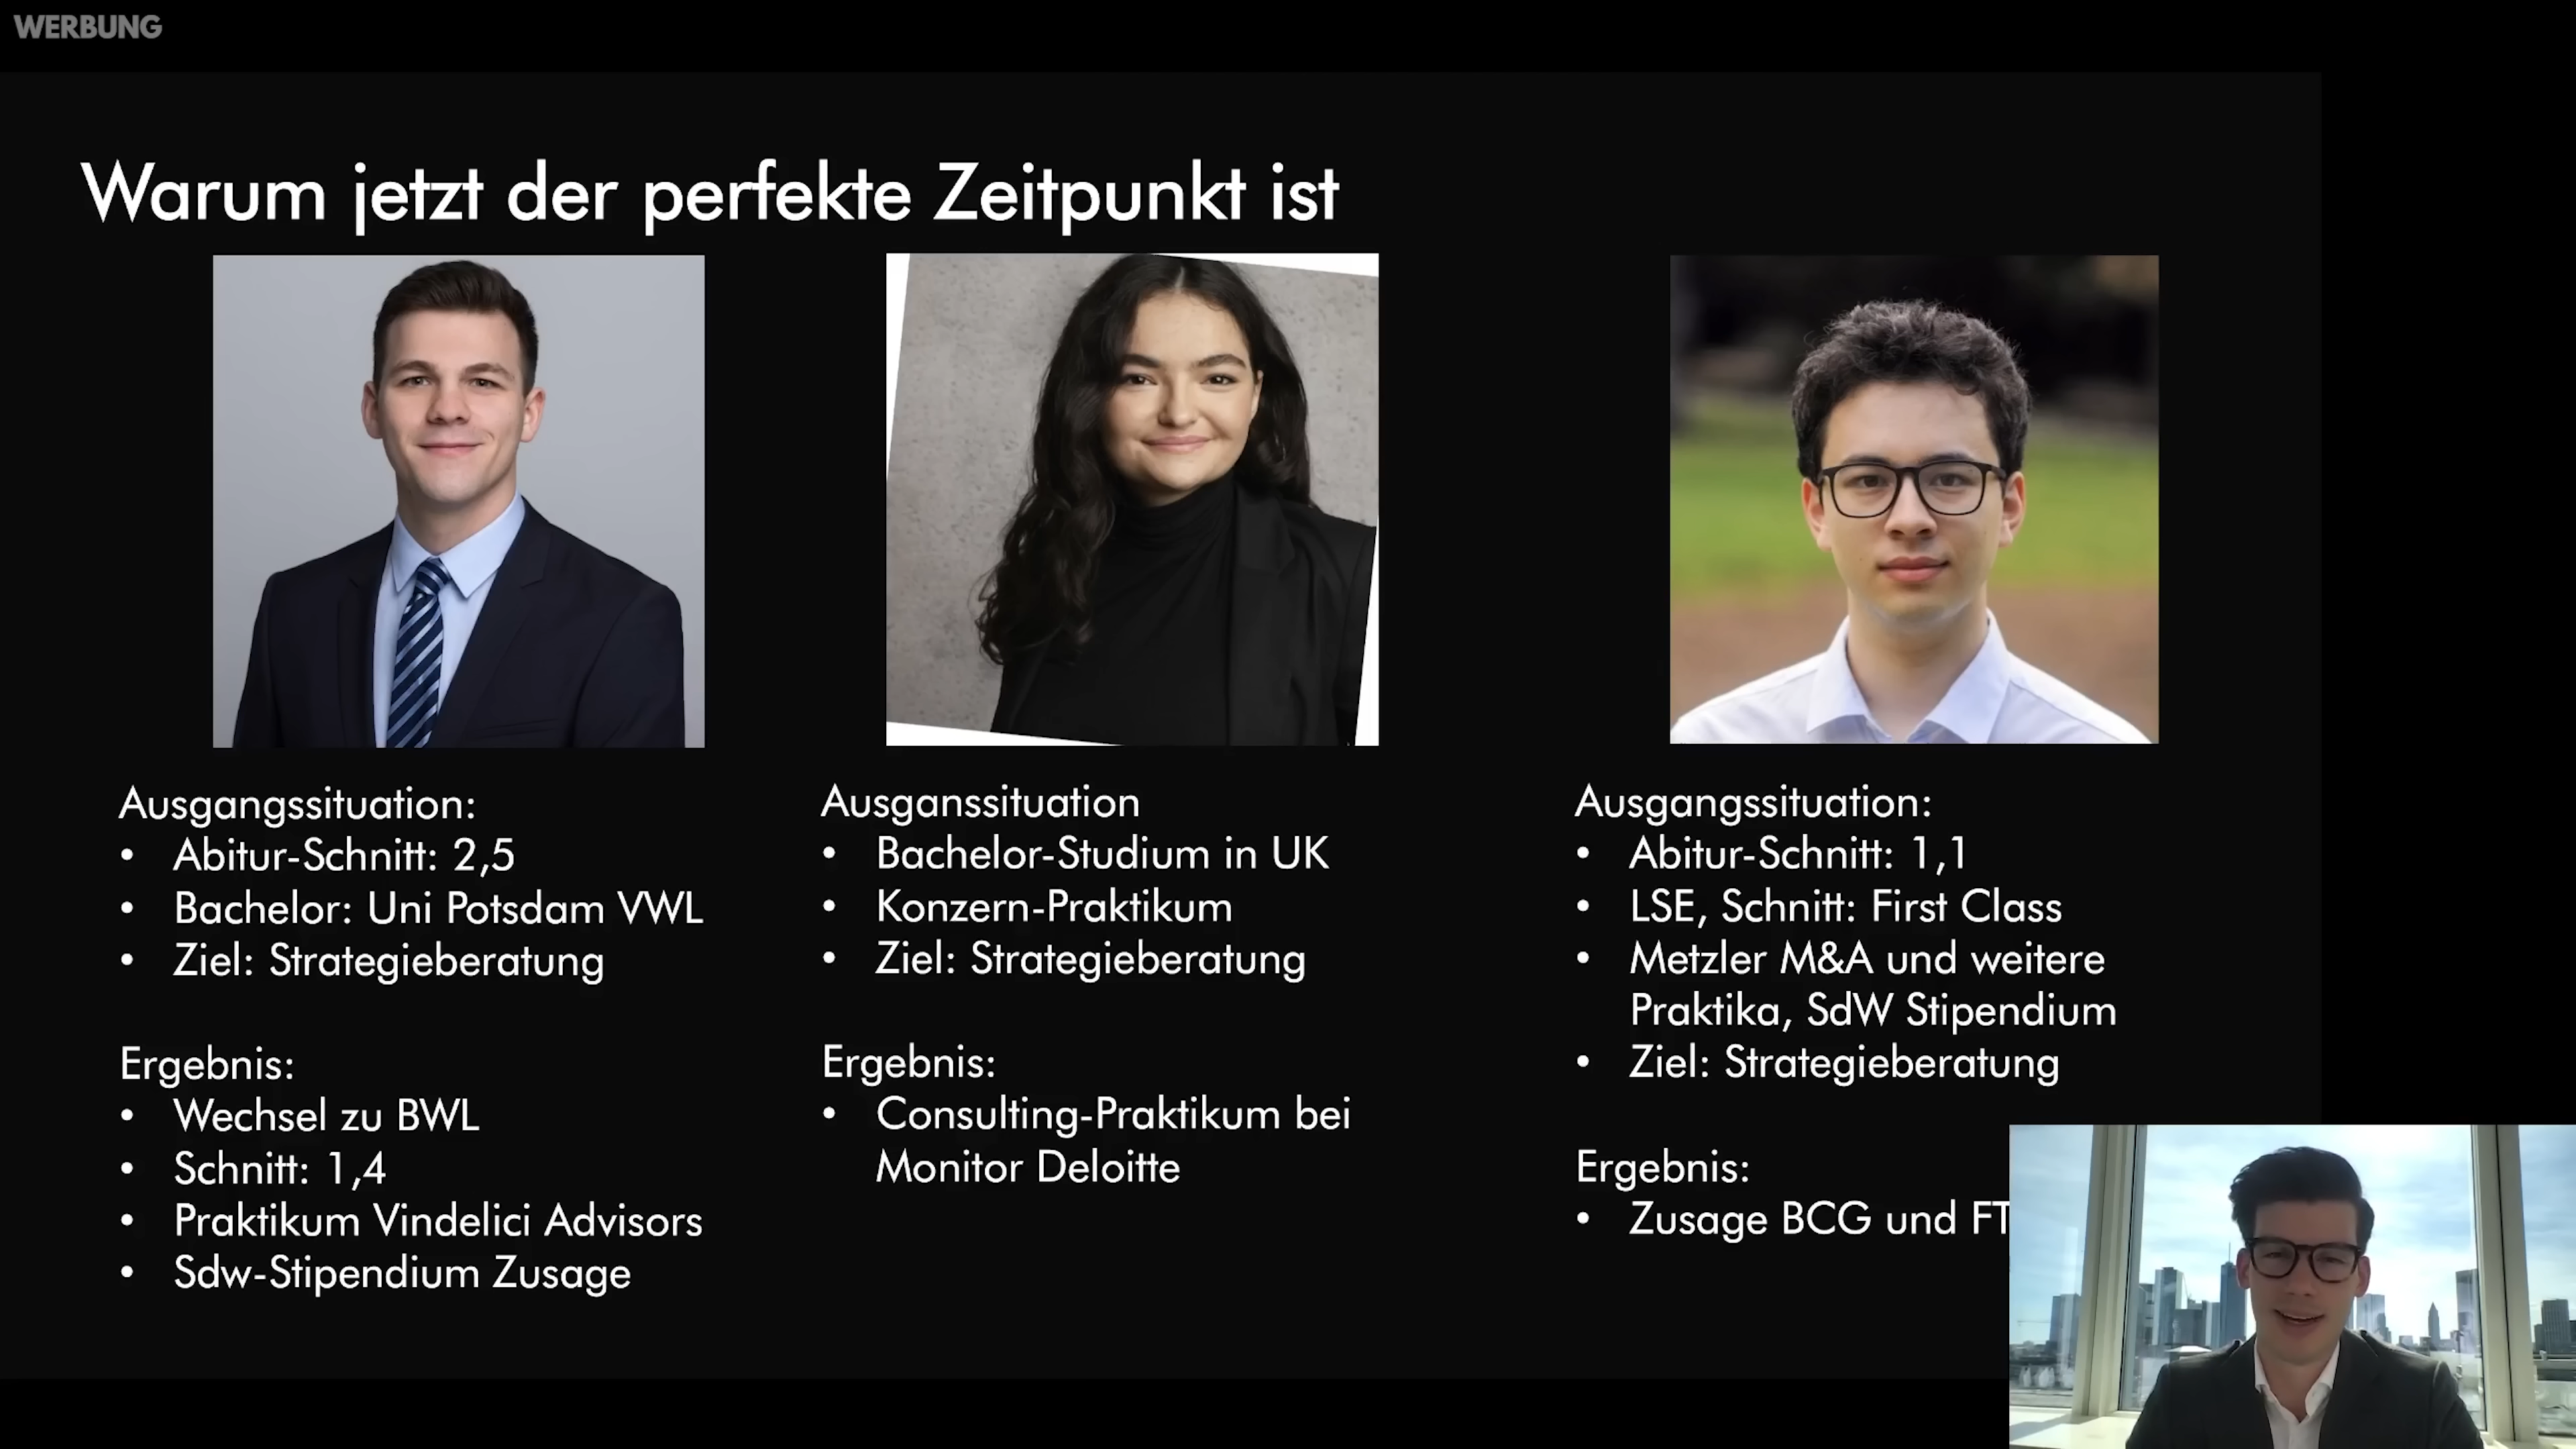 WERBUNG
Warum jetzt der perfekte Zeitpunkt ist
Ausgangssituation:
• Abitur-Schnitt: 2,5
• Bachelor: Uni Potsdam VWL
• Ziel: Strategieberatung
Ergebnis:
• Wechsel zu BWL
• Schnitt: 1,4
• Praktikum Vindelici Advisors
• Sdw-Stipendium Zusage
Ausganssituation
• Bachelor-Studium in UK
• Konzern-Praktikum
• Ziel: Strategieberatung
Ergebnis:
• Consulting-Praktikum bei
Monitor Deloitte
Ausgangssituation:
• Abitur-Schnitt: 1,1
• LSE, Schnitt: First Class
• Metzler M&A und weitere
Praktika, SdW Stipendium
• Ziel: Strategieberatung
Ergebnis:
• Zusage BCG und